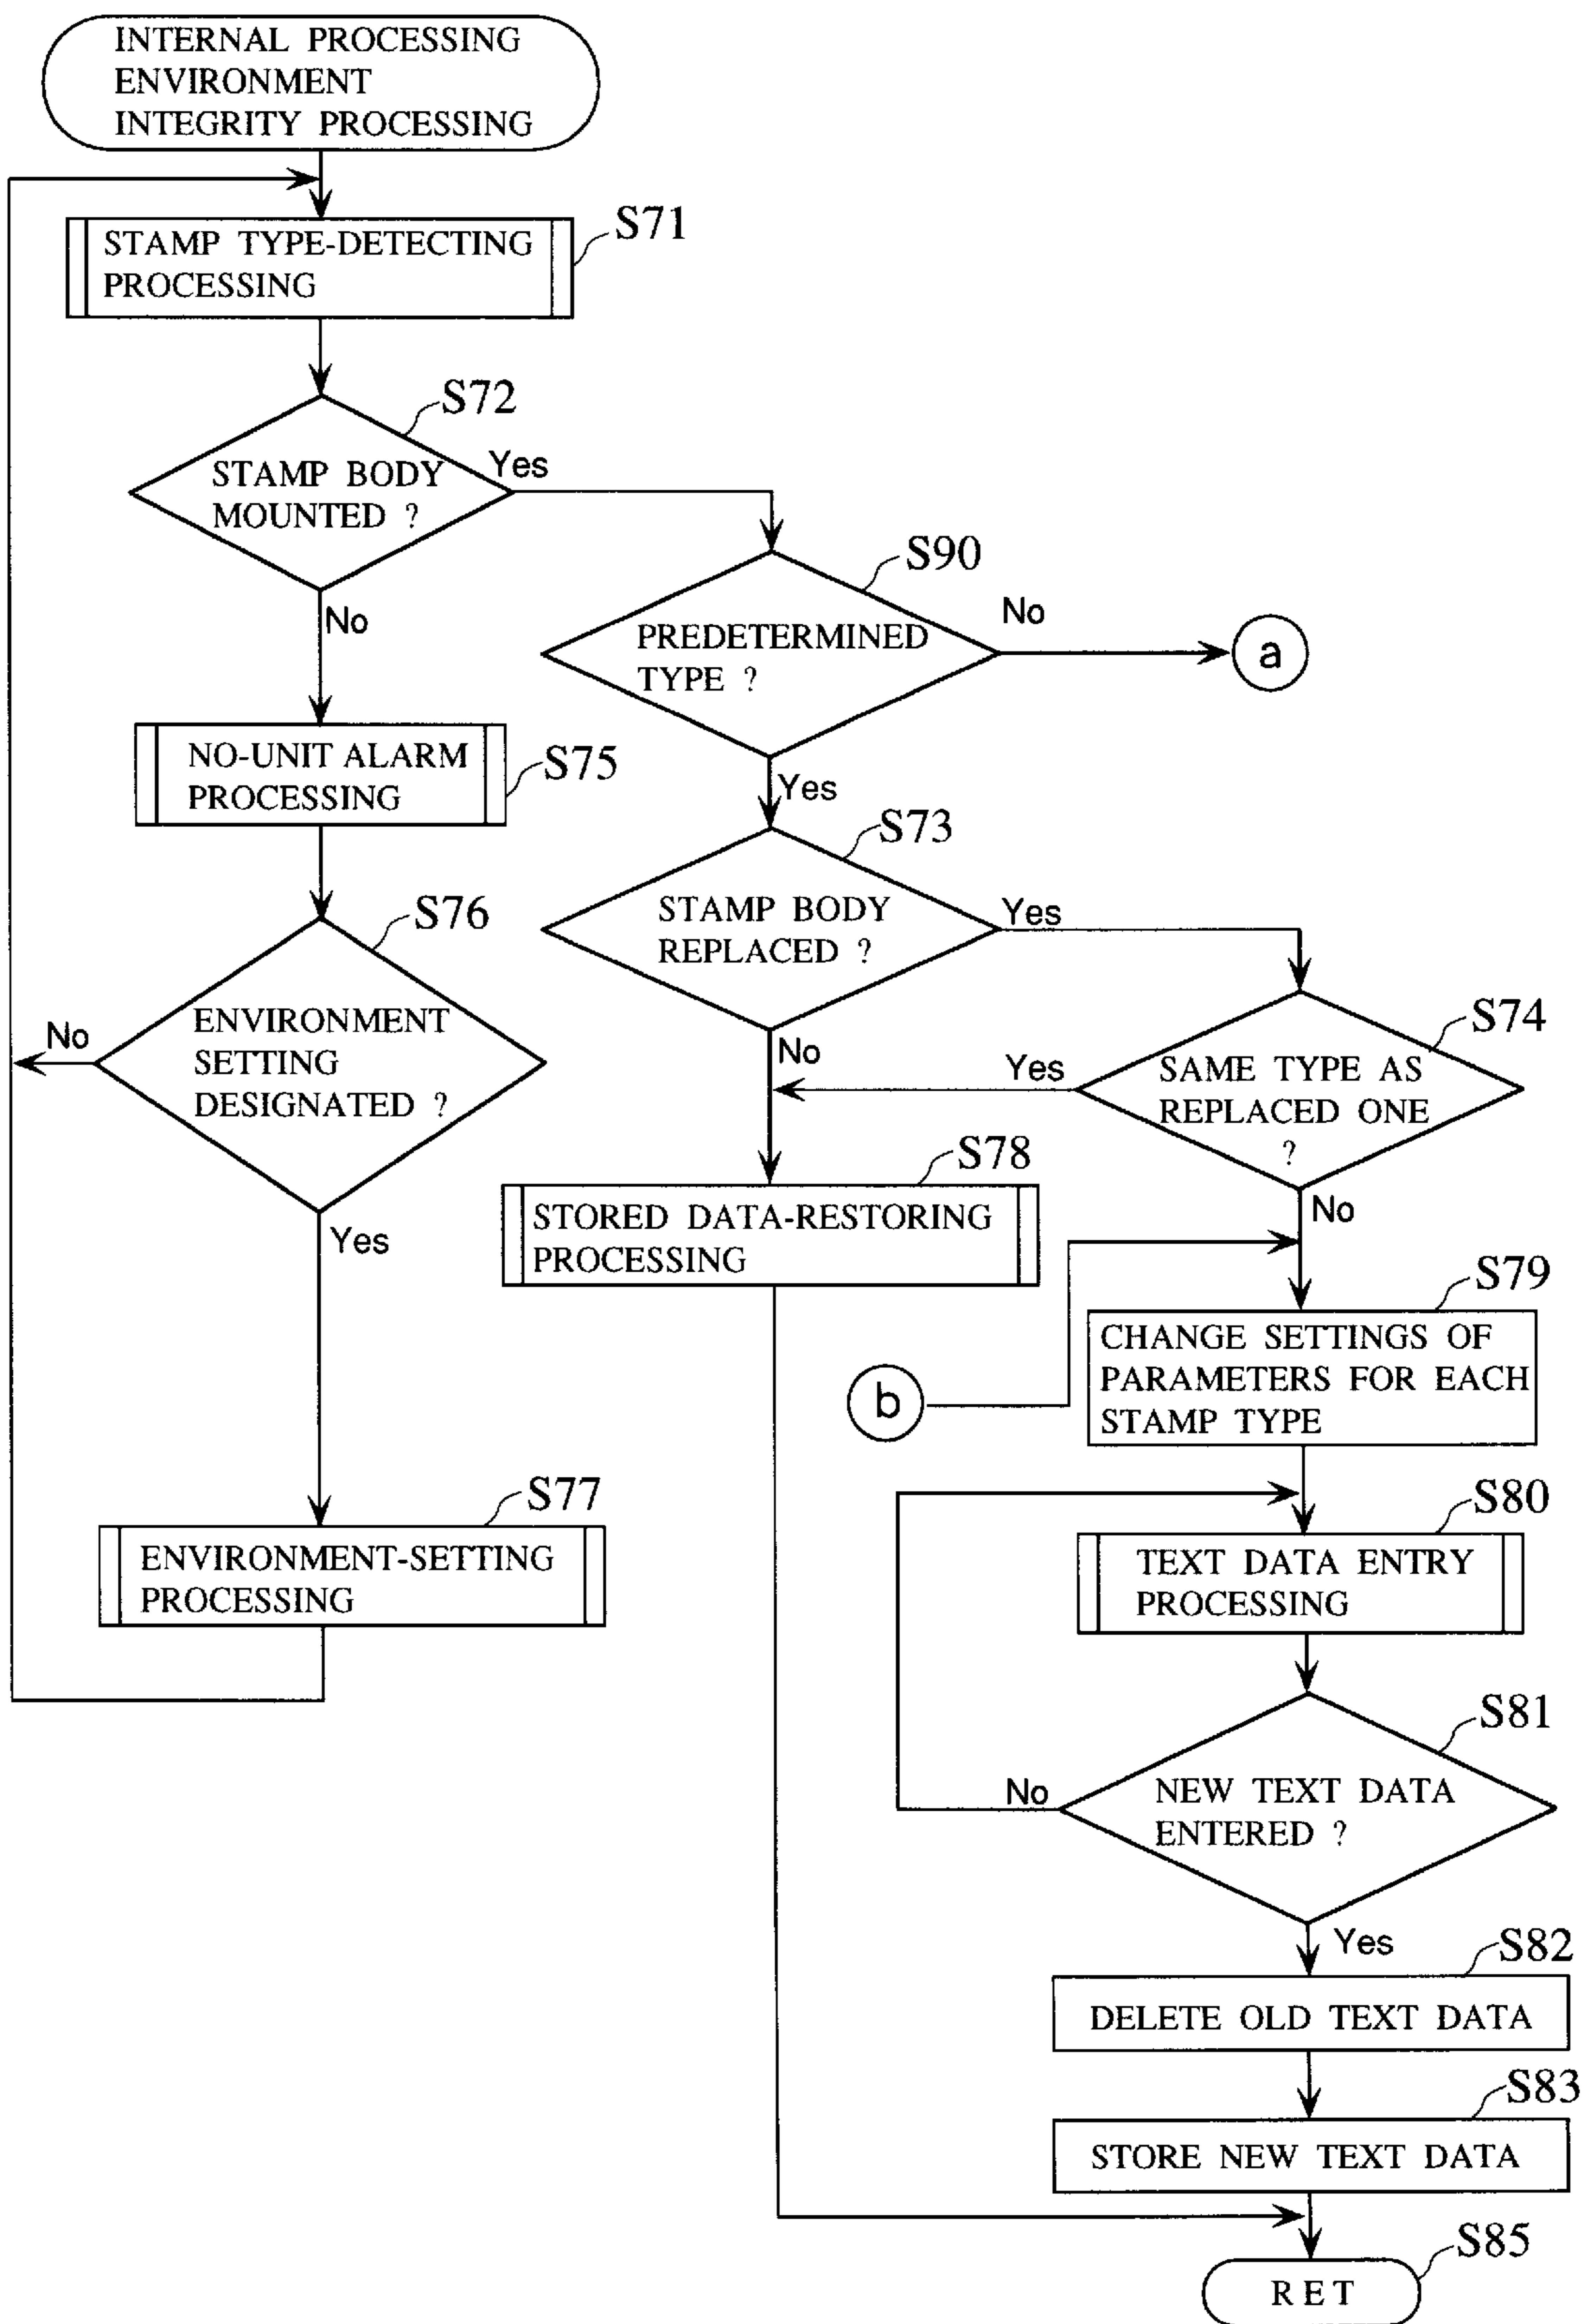 INTERNAL PROCESSING
ENVIRONMENT
INTEGRITY PROCESSING
STAMP TYPE-DETECTING
PROCESSING
S71
S72
STAMP BODY
MOUNTED ?
Yes
No
S90
PREDETERMINED
TYPE ?
No
a
Yes
NO-UNIT ALARM
PROCESSING
S75
S73
STAMP BODY
REPLACED ?
Yes
No
S76
ENVIRONMENT
SETTING
DESIGNATED ?
No
Yes
S74
SAME TYPE AS
REPLACED ONE
?
Yes
No
S78
STORED DATA-RESTORING
PROCESSING
S79
CHANGE SETTINGS OF
PARAMETERS FOR EACH
STAMP TYPE
b
S77
ENVIRONMENT-SETTING
PROCESSING
S80
TEXT DATA ENTRY
PROCESSING
S81
NEW TEXT DATA
ENTERED ?
No
Yes
S82
DELETE OLD TEXT DATA
S83
STORE NEW TEXT DATA
S85
RET